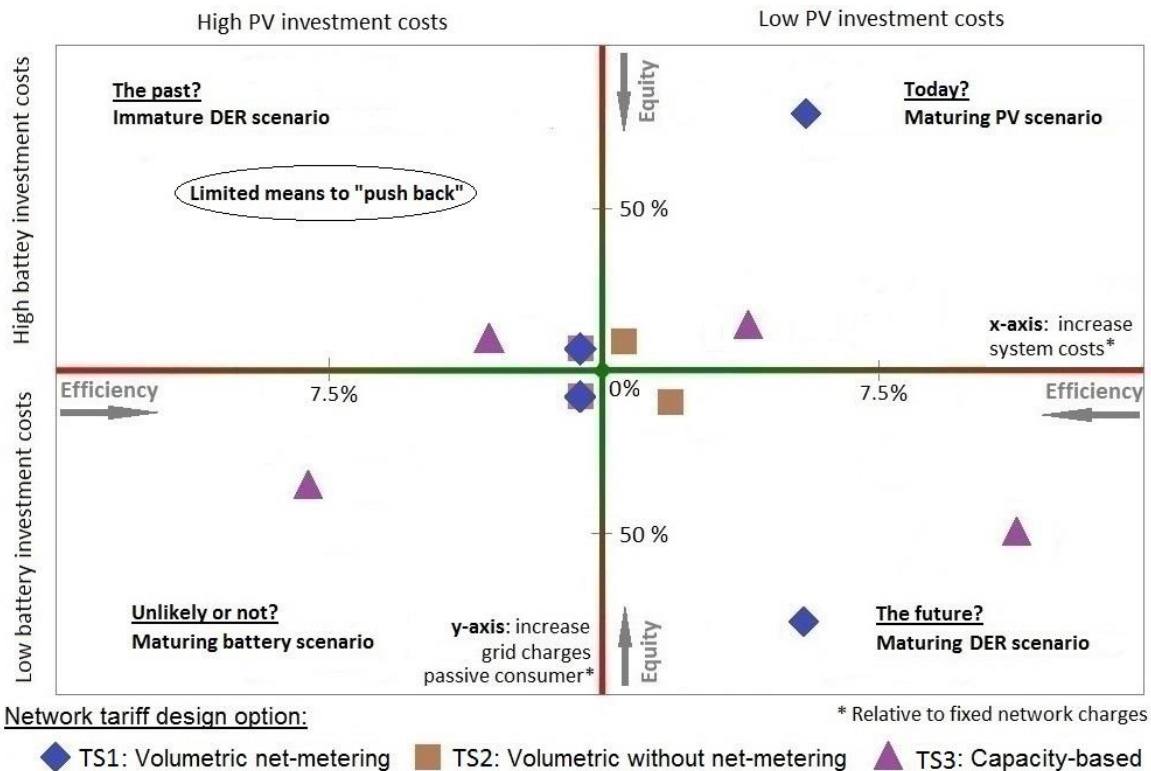 High PV investment costs
Low PV investment costs
High battey investment costs
Low battery investment costs
The past?
Immature DER scenario
Limited means to "push back"
Equity
Today?
Maturing PV scenario
50 %
x-axis: increase
system costs*
Efficiency
7.5%
0%
7.5%
Efficiency
50 %
Unlikely or not?
Maturing battery scenario
y-axis: increase
grid charges
passive consumer*
Equity
The future?
Maturing DER scenario
Network tariff design option:
* Relative to fixed network charges
TS1: Volumetric net-metering
TS2: Volumetric without net-metering
TS3: Capacity-based